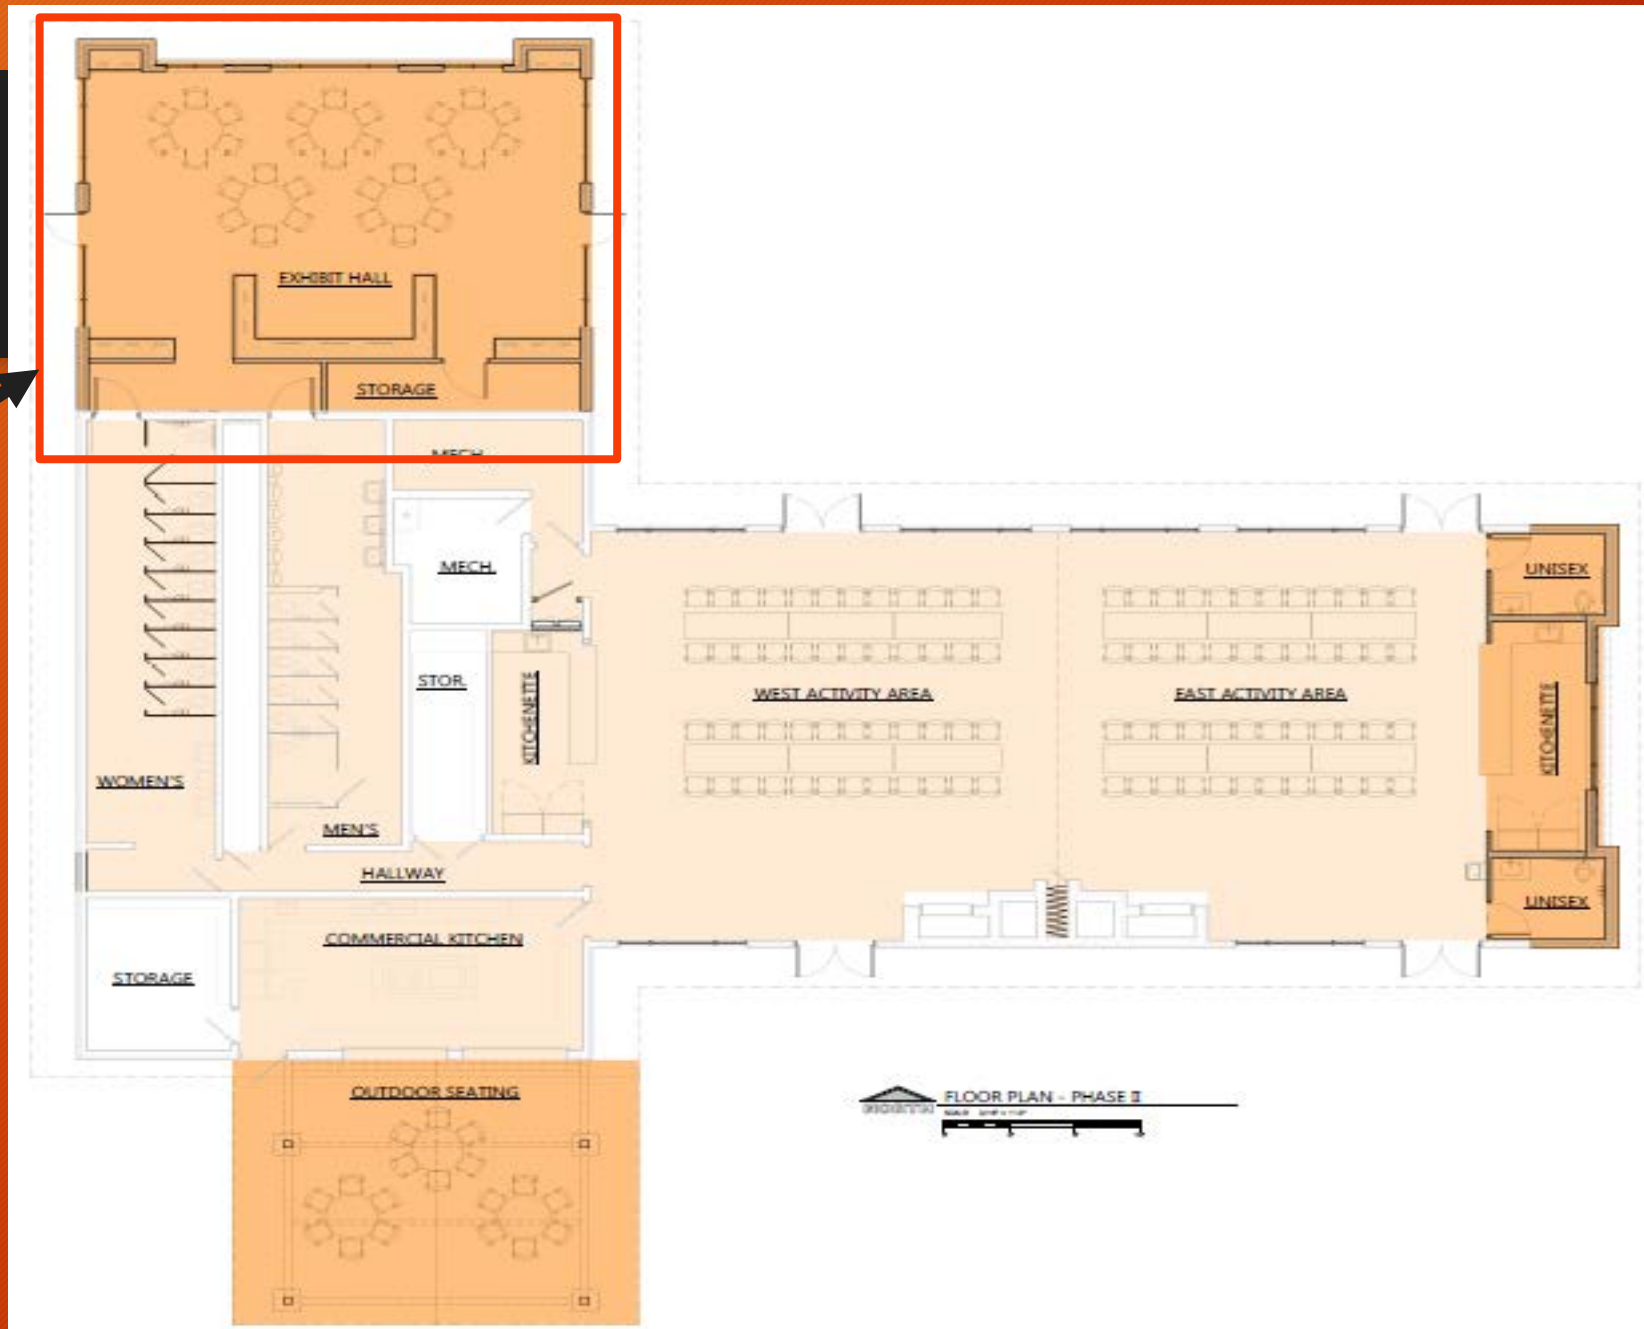 EXHIBIT HALL
STORAGE
MECH.
MECH.
UNISEX
STOR.
KITCHENETTE
WEST ACTIVITY AREA
EAST ACTIVITY AREA
KITCHENETTE
WOMEN'S
MEN'S
HALLWAY
UNISEX
COMMERCIAL KITCHEN
STORAGE
OUTDOOR SEATING
FLOOR PLAN - PHASE II